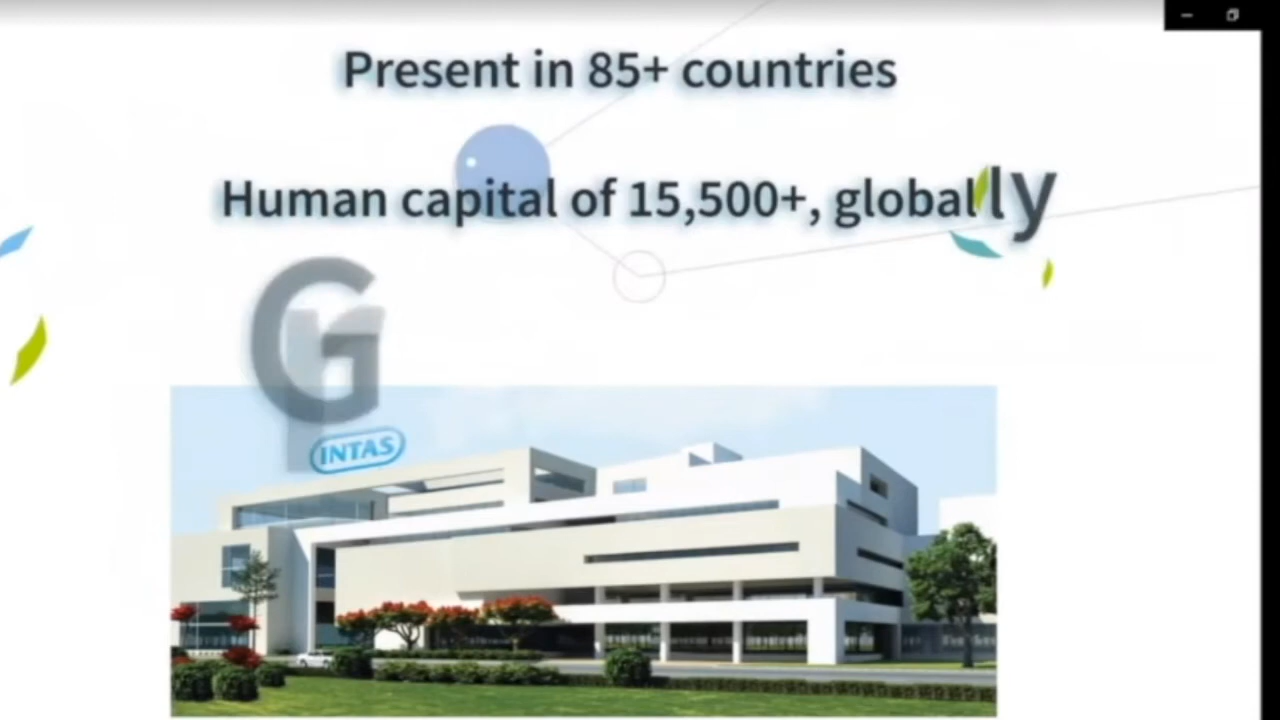 Present in 85+ countries
Human capital of 15,500+, globally
G r
INTAS